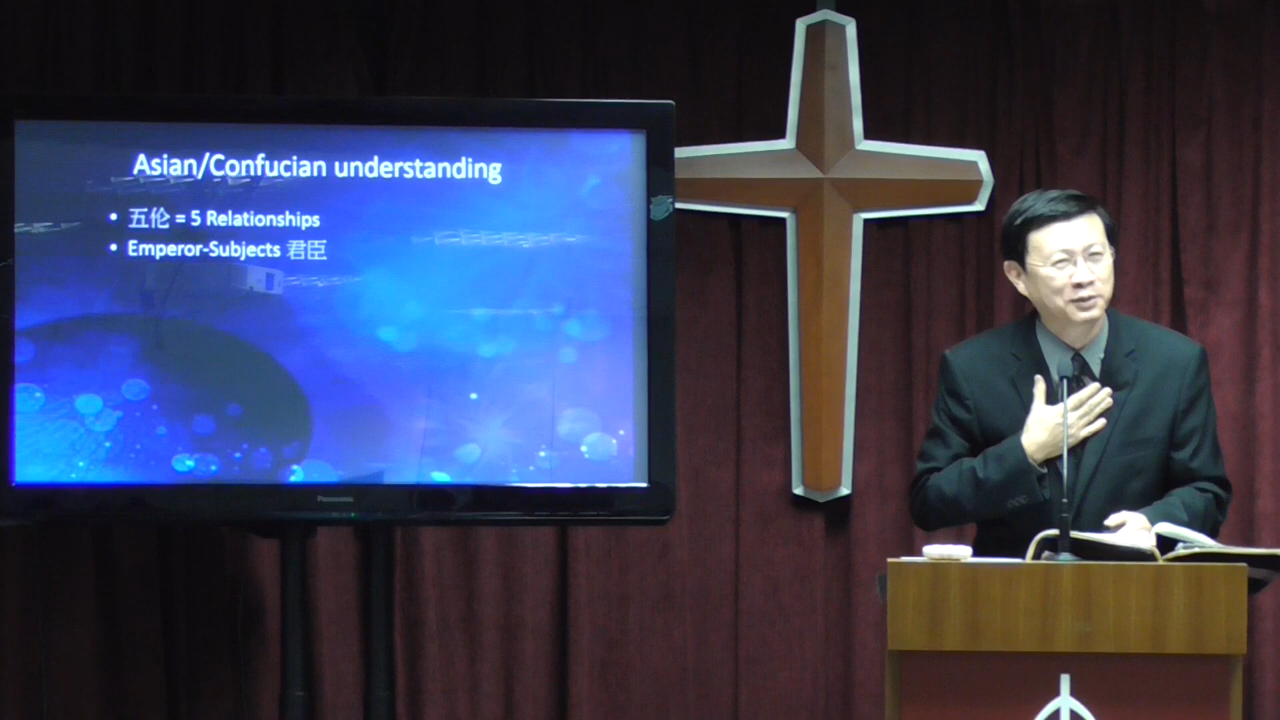 Asian/Confucian understanding
• 五伦 = 5 Relationships
• Emperor-Subjects 君臣
Panasonic